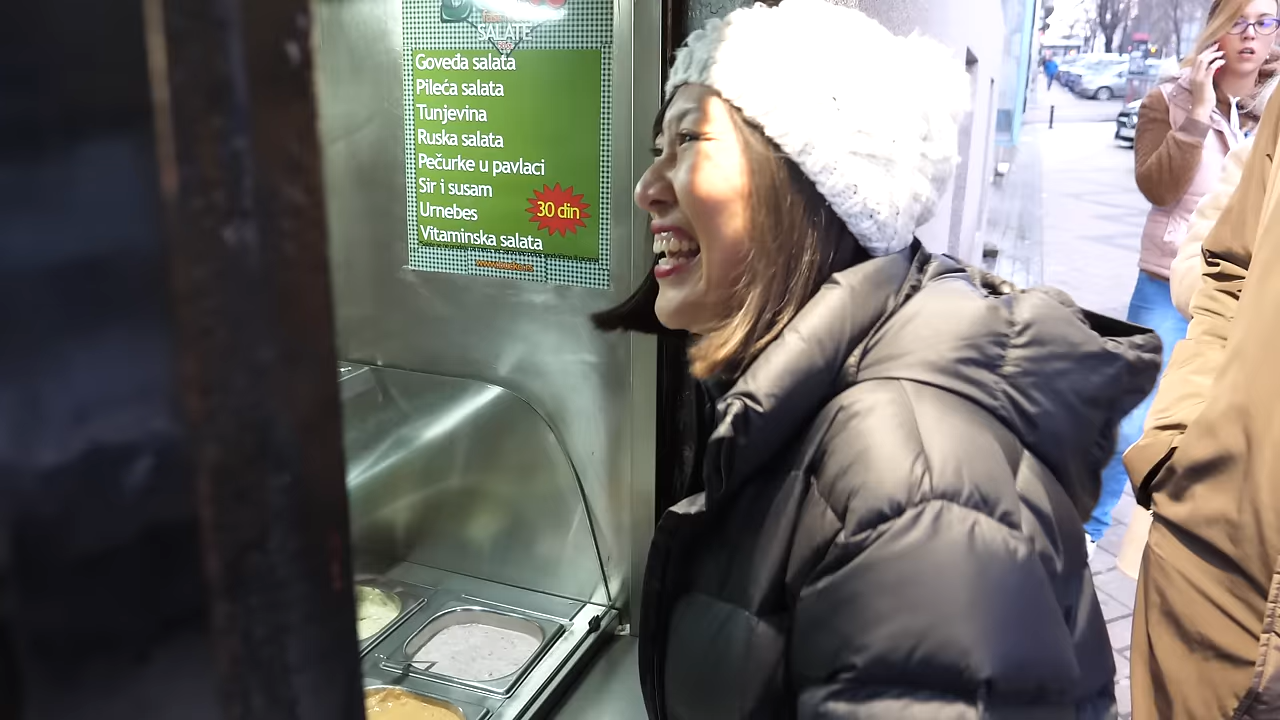 SALATE
Goveđa salata
Pileća salata
Tunjevina
Ruska salata
Pečurke u pavlaci
Sir i susam
Urnebes
30 din
Vitaminska salata